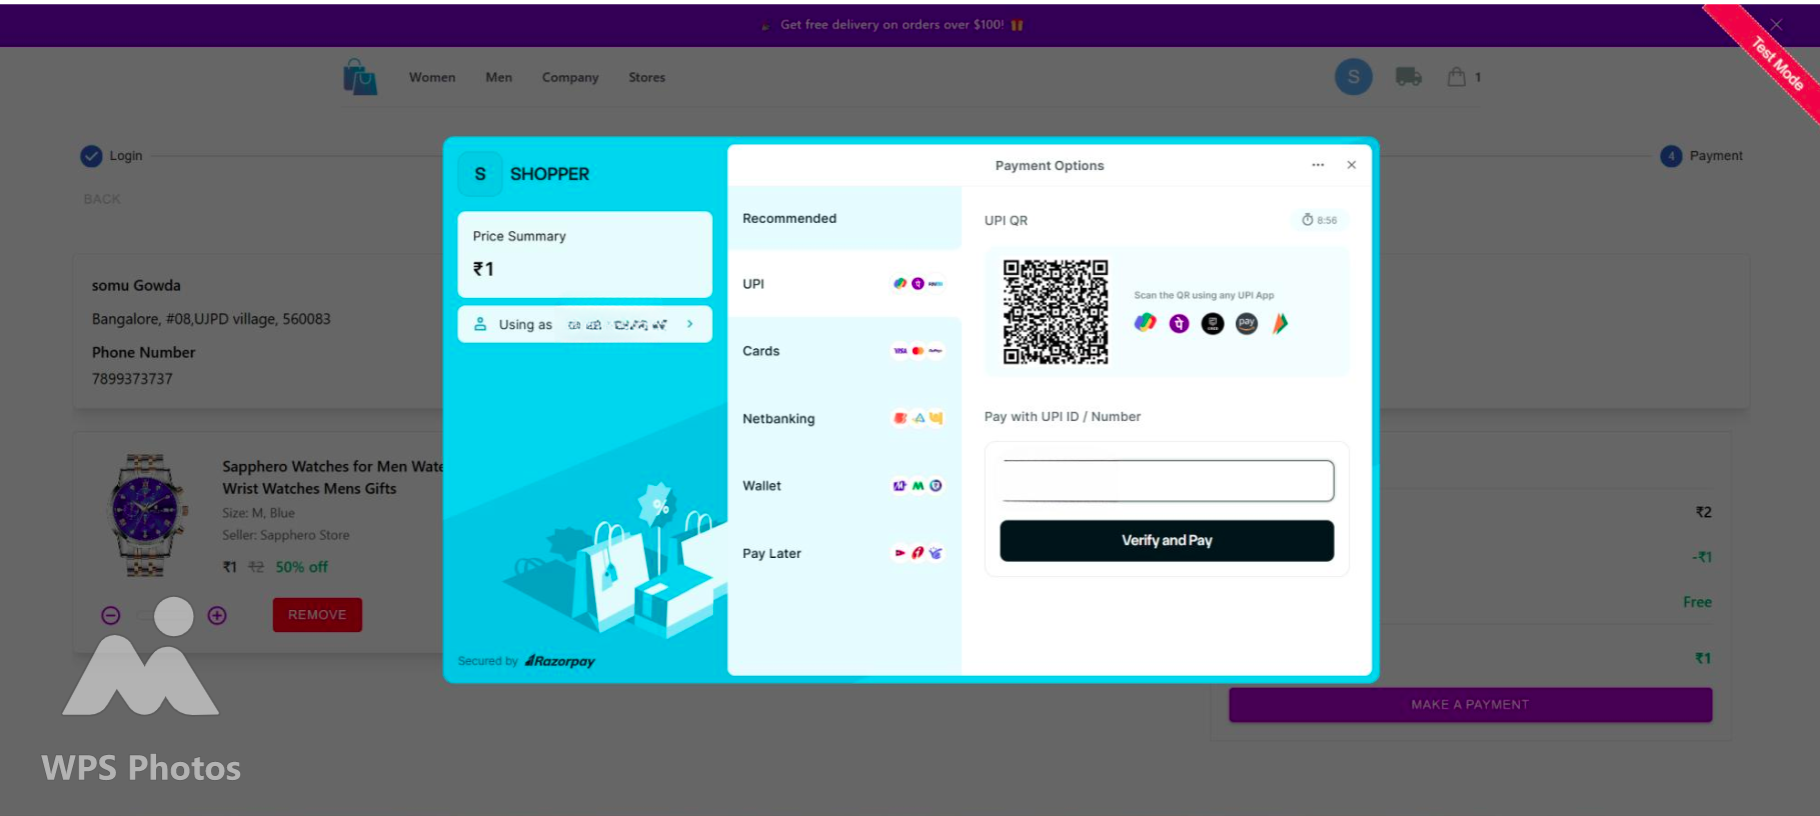 Get free delivery on orders over $100!
Test Mode
Women Men Company Stores
S
1
Login
4 Payment
BACK
somu Gowda
Bangalore, #08,UJPD village, 560083
Phone Number
7899373737
Sapphero Watches for Men Wate
Wrist Watches Mens Gifts
Size: M, Blue
Seller: Sapphero Store
₹1 ₹2 50% off
REMOVE
S SHOPPER
Price Summary
₹1
Using as
%
Secured by Razorpay
Payment Options
Recommended
UPI
Cards
VISA
Netbanking
Wallet
Pay Later
UPI QR
8:56
Scan the QR using any UPI App
pay
Pay with UPI ID / Number
Verify and Pay
₹2
-₹1
Free
₹1
MAKE A PAYMENT
WPS Photos